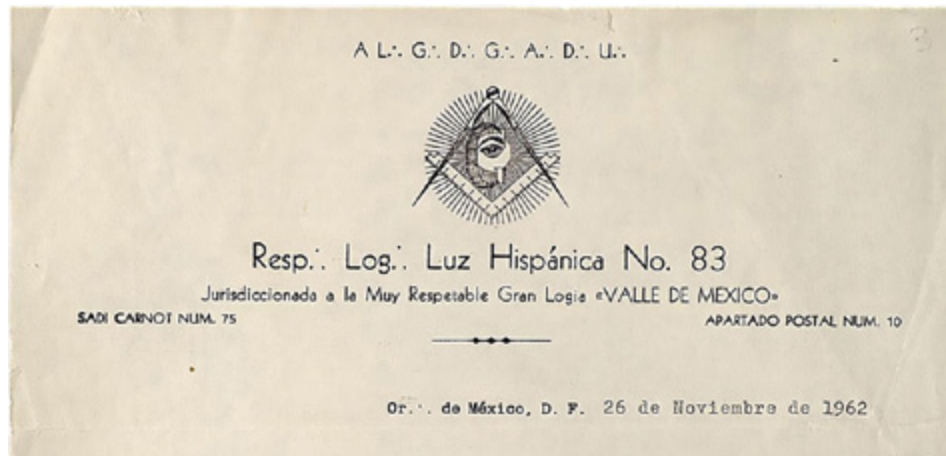 3
A L∴ G∴ D∴ G∴ A∴ D∴ U∴
G
Resp∴ Log∴ Luz Hispánica No. 83
Jurisdiccionada a la Muy Respetable Gran Logia «VALLE DE MEXICO»
SADI CARNOT NUM. 75
APARTADO POSTAL NUM. 10
Or∴ de México, D. F. 26 de Noviembre de 1962